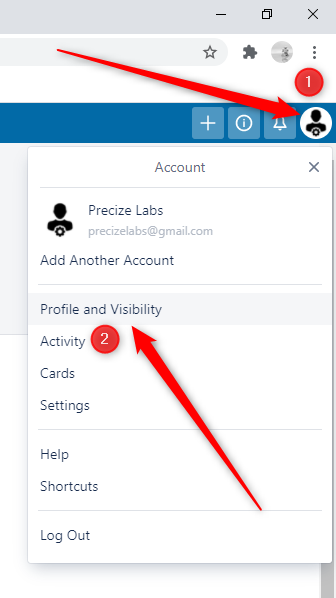 1
Account
Precize Labs
precizelabs@gmail.com
Add Another Account
Profile and Visibility
Activity
2
Cards
Settings
Help
Shortcuts
Log Out